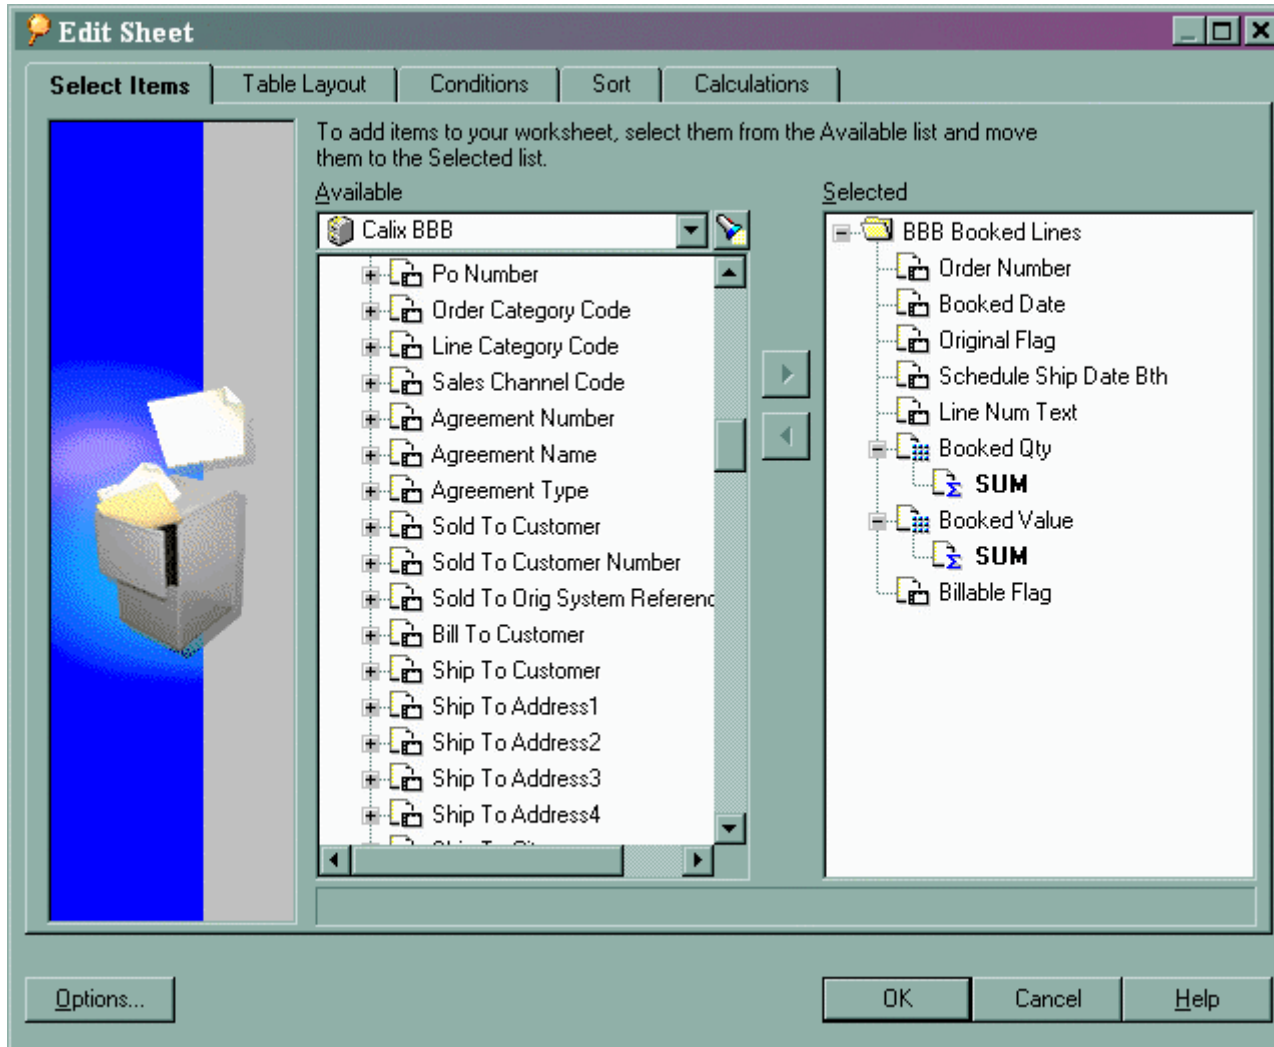 Edit Sheet
Select Items
Table Layout
Conditions
Sort
Calculations
To add items to your worksheet, select them from the Available list and move
them to the Selected list.
Available
Calix BBB
Po Number
Order Category Code
Line Category Code
Sales Channel Code
Agreement Number
Agreement Name
Agreement Type
Sold To Customer
Sold To Customer Number
Sold To Orig System Referenc
Bill To Customer
Ship To Customer
Ship To Address1
Ship To Address2
Ship To Address3
Ship To Address4
Selected
BBB Booked Lines
Order Number
Booked Date
Original Flag
Schedule Ship Date Bth
Line Num Text
Booked Qty
SUM
Booked Value
SUM
Billable Flag
Options...
OK
Cancel
Help